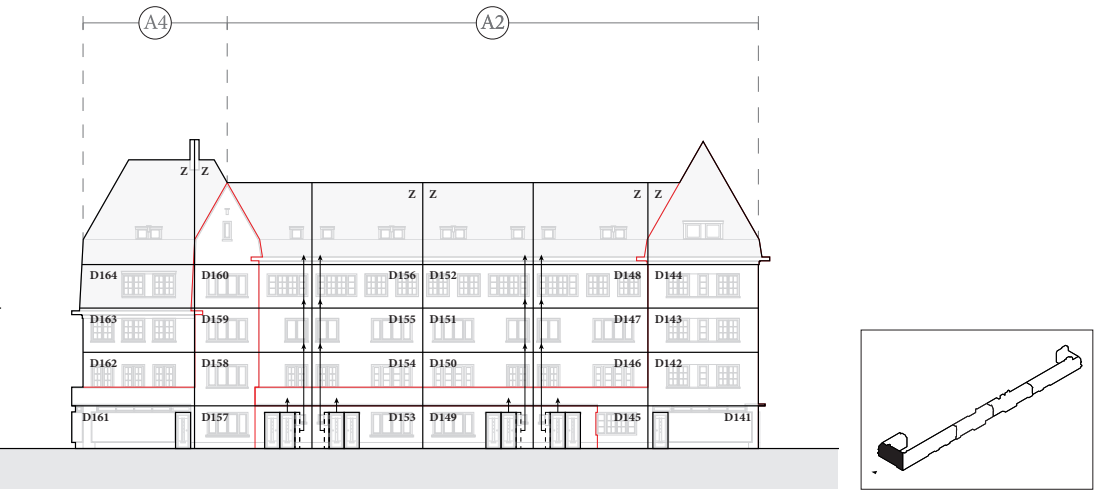 A4 A2
Z Z
Z Z Z Z
D164 D160 D156 D152 D148 D144
D163 D159 D155 D151 D147 D143
D162 D158 D154 D150 D146 D142
D161 D157 D153 D149 D145 D141